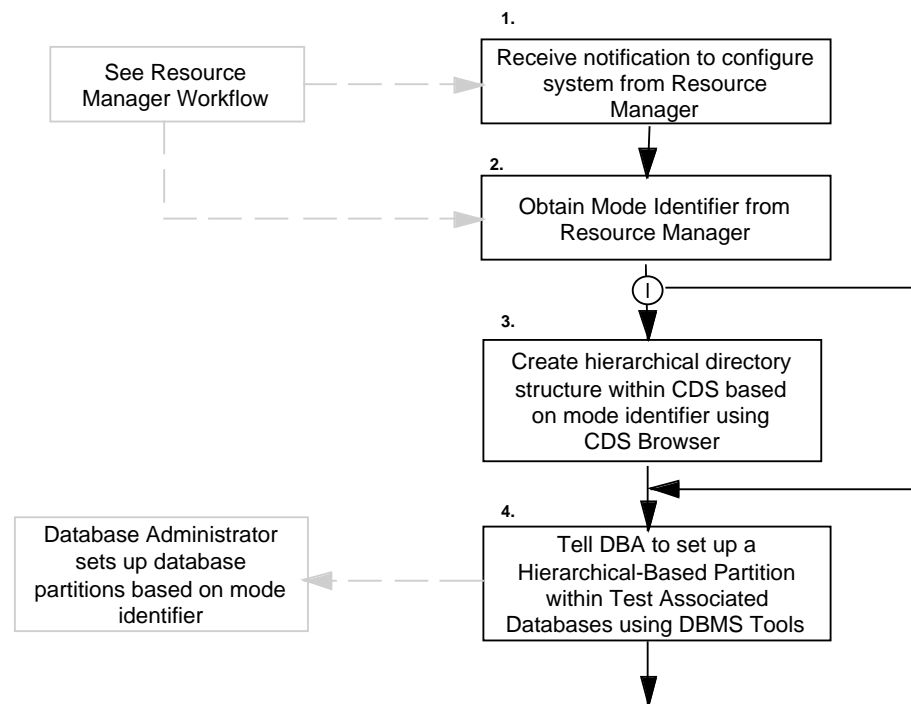 1.
See Resource
Manager Workflow
Receive notification to configure
system from Resource
Manager
2.
Obtain Mode Identifier from
Resource Manager
I
3.
Create hierarchical directory
structure within CDS based
on mode identifier using
CDS Browser
4.
Database Administrator
sets up database
partitions based on mode
identifier
Tell DBA to set up a
Hierarchical-Based Partition
within Test Associated
Databases using DBMS Tools